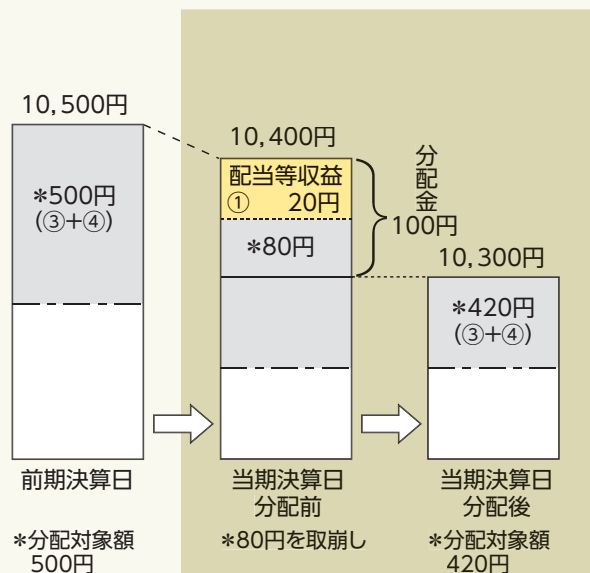 10,500円
*500円
(③+④)
前期決算日
*分配対象額
500円
10,400円
配当等収益
① 20円
*80円
分配金
100円
当期決算日
分配前
*80円を取崩し
10,300円
*420円
(③+④)
当期決算日
分配後
*分配対象額
420円